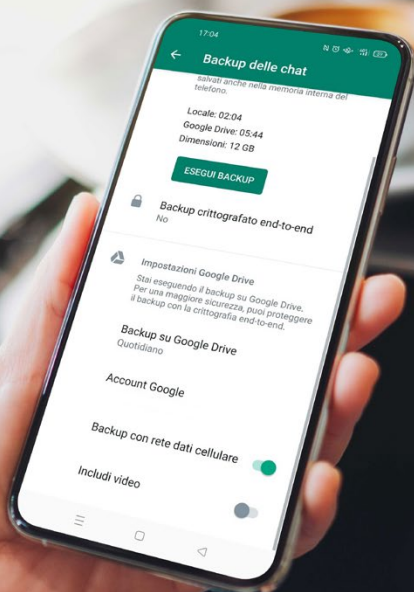 17:04
Backup delle chat
salvati anche nella memoria interna del
telefono.
Locale: 02:04
Google Drive: 05:44
Dimensioni: 12 GB
ESEGUI BACKUP
Backup crittografato end-to-end
No
Impostazioni Google Drive
Stai eseguendo il backup su Google Drive.
Per una maggiore sicurezza, puoi proteggere
il backup con la crittografia end-to-end.
Backup su Google Drive
Quotidiano
Account Google
Backup con rete dati cellulare
Includi video